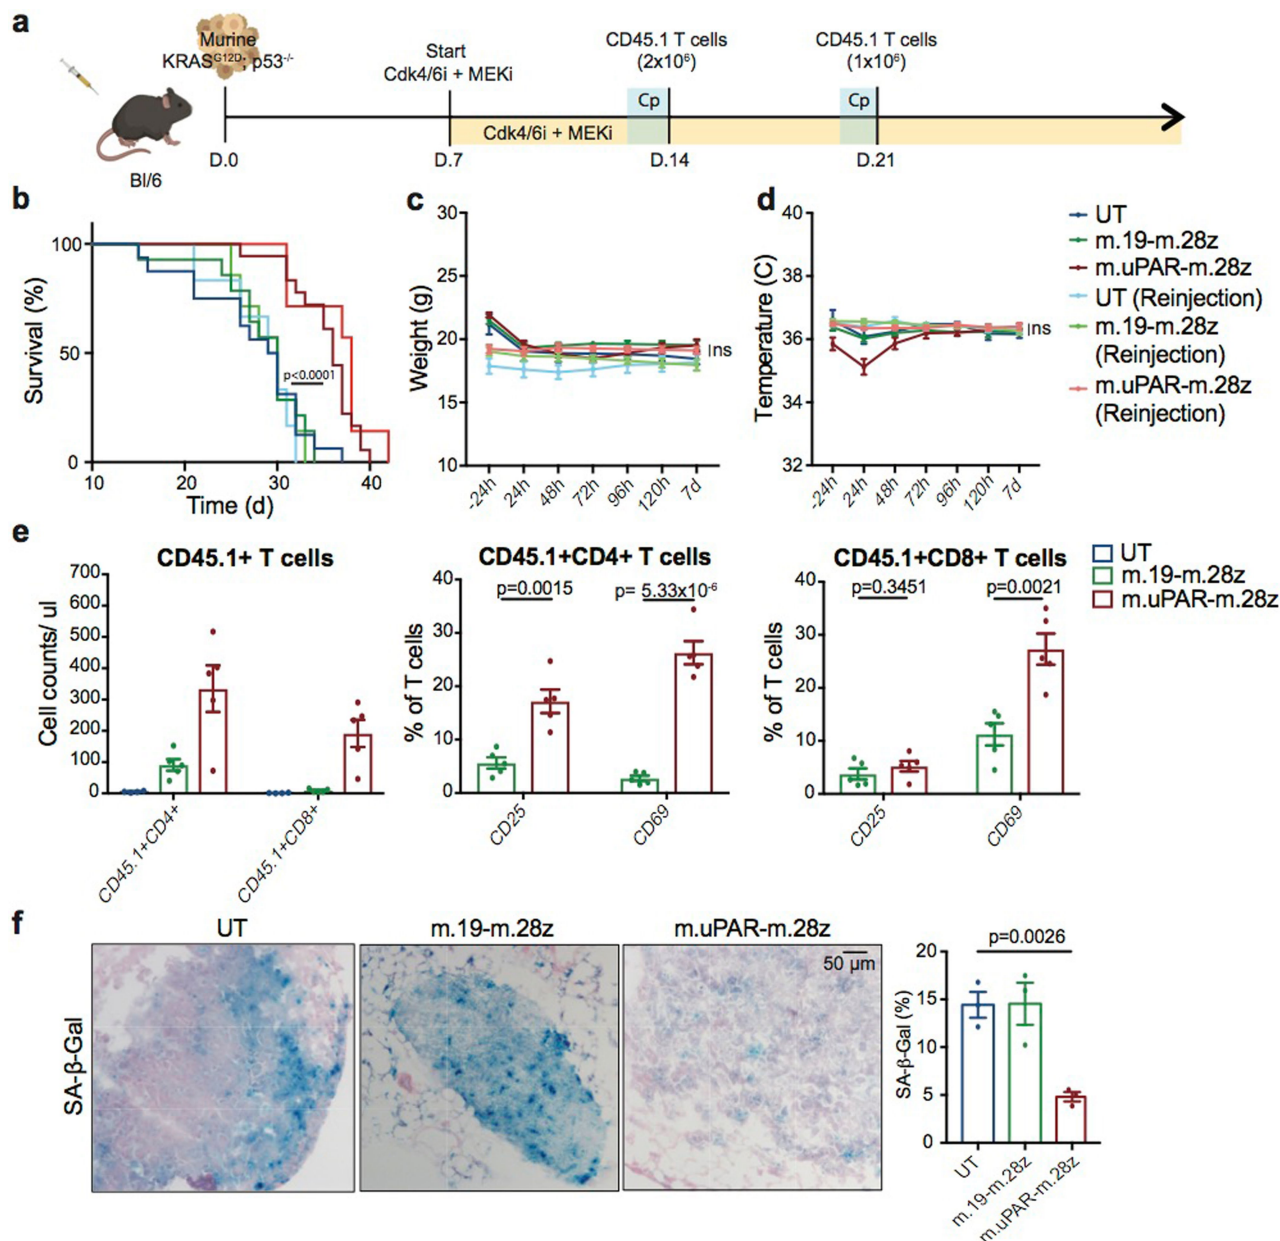 a
Murine
KRASG12D; p53-/-
Start
Cdk4/6i + MEKi
CD45.1 T cells
(2x10⁶)
CD45.1 T cells
(1x10⁶)
Cp
Cp
Cdk4/6i + MEKi
D.0
D.7
D.14
D.21
Bl/6
b
Survival (%)
100
50
0
p<0.0001
10
20
30
40
Time (d)
c
Weight (g)
30
25
20
15
10
ns
-24h
24h
48h
72h
96h
120h
7d
d
Temperature (C)
40
38
36
34
32
ns
-24h
24h
48h
72h
96h
120h
7d
UT
m.19-m.28z
m.uPAR-m.28z
UT (Reinjection)
m.19-m.28z
(Reinjection)
m.uPAR-m.28z
(Reinjection)
e
CD45.1+ T cells
Cell counts/ ul
700
600
500
400
300
200
100
0
CD45.1+CD4+
CD45.1+CD8+
CD45.1+CD4+ T cells
% of T cells
40
30
20
10
0
p=0.0015
p= 5.33x10⁻⁶
CD25
CD69
CD45.1+CD8+ T cells
% of T cells
40
30
20
10
0
p=0.3451
p=0.0021
CD25
CD69
UT
m.19-m.28z
m.uPAR-m.28z
f
UT
m.19-m.28z
m.uPAR-m.28z
SA-β-Gal
50 µm
SA-β-Gal (%)
20
15
10
5
0
p=0.0026
UT
m.19-m.28z
m.uPAR-m.28z